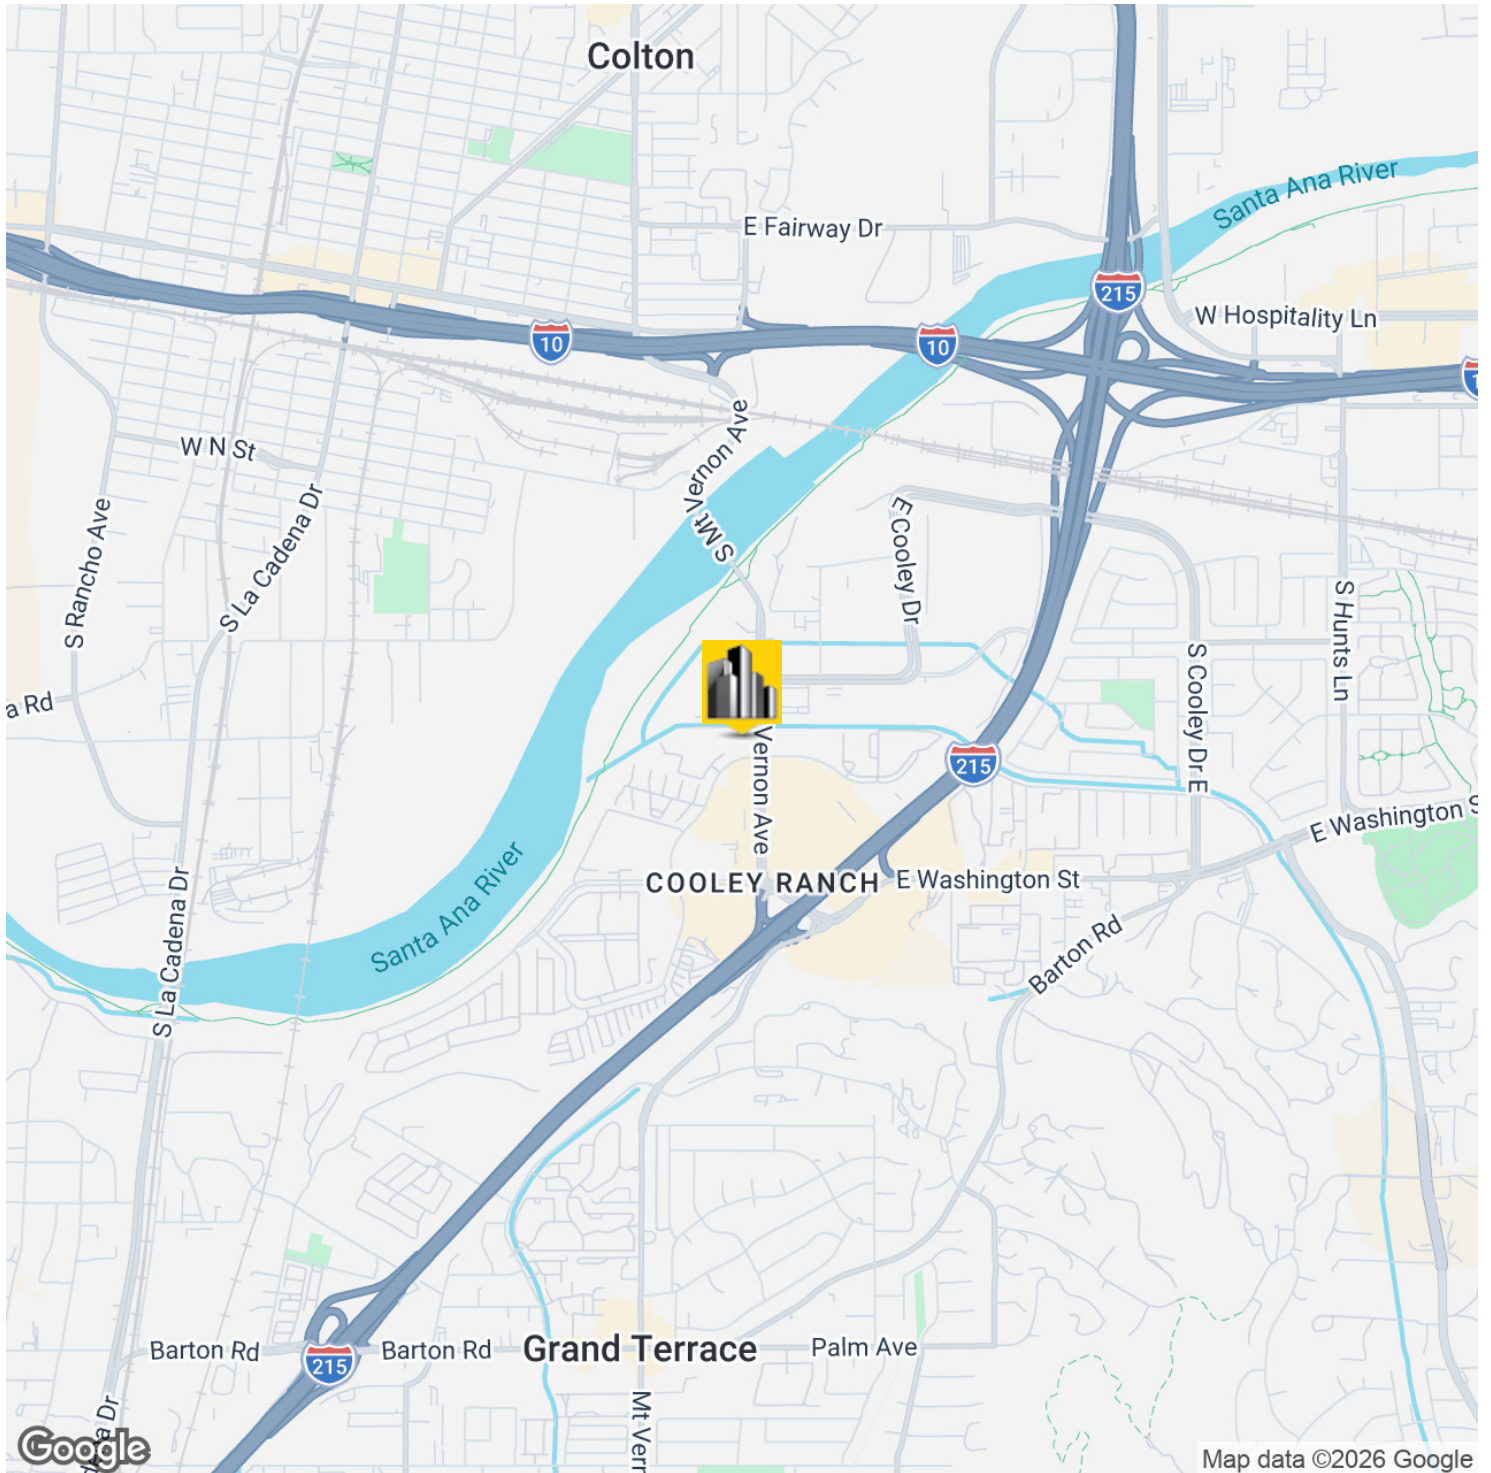 Colton
Santa Ana River
E Fairway Dr
215
W Hospitality Ln
10
10
S Mt Vernon Ave
W N St
S La Cadena Dr
S Rancho Ave
E Cooley Dr
S Hunts Ln
S Cooley Dr E
a Rd
Vernon Ave
215
E Washington S
COOLEY RANCH
E Washington St
Santa Ana River
S La Cadena Dr
Barton Rd
Barton Rd
215
Barton Rd
Grand Terrace
Palm Ave
Mt Ver
Google
Map data ©2026 Google